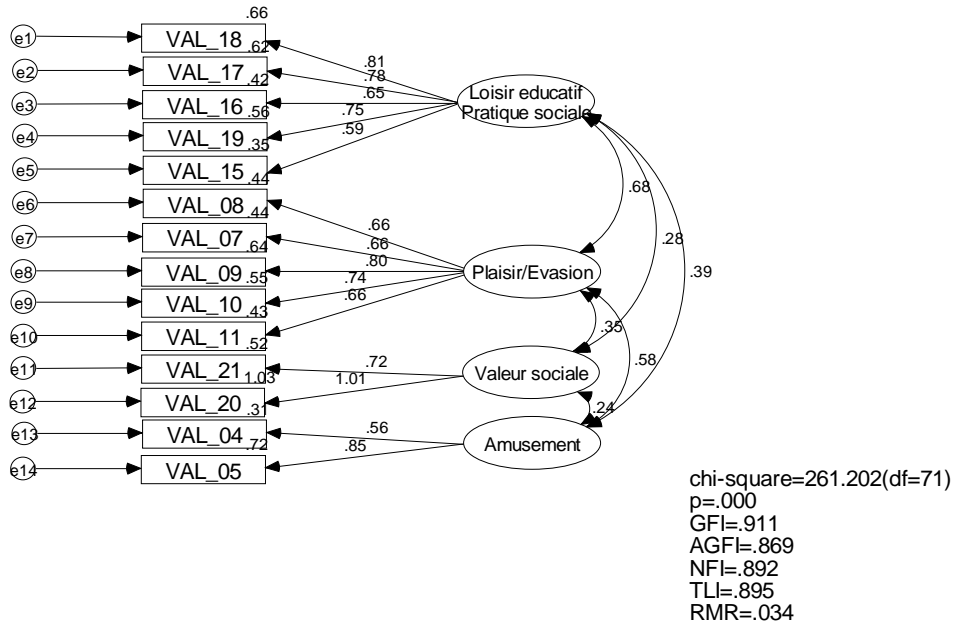 .66
e1
VAL_18
.62
e2
VAL_17
.42
e3
VAL_16
.56
e4
VAL_19
.35
e5
VAL_15
.44
e6
VAL_08
.44
e7
VAL_07
.64
e8
VAL_09
.55
e9
VAL_10
.43
e10
VAL_11
.52
e11
VAL_21
1.03
e12
VAL_20
.31
e13
VAL_04
.72
e14
VAL_05
.81
.78
.65
.75
.59
Loisir educatif
Pratique sociale
.66
.66
.80
.74
.66
Plaisir/Evasion
.72
1.01
Valeur sociale
.56
.85
Amusement
.68
.28
.39
.35
.58
.24
chi-square=261.202(df=71)
p=.000
GFI=.911
AGFI=.869
NFI=.892
TLI=.895
RMR=.034